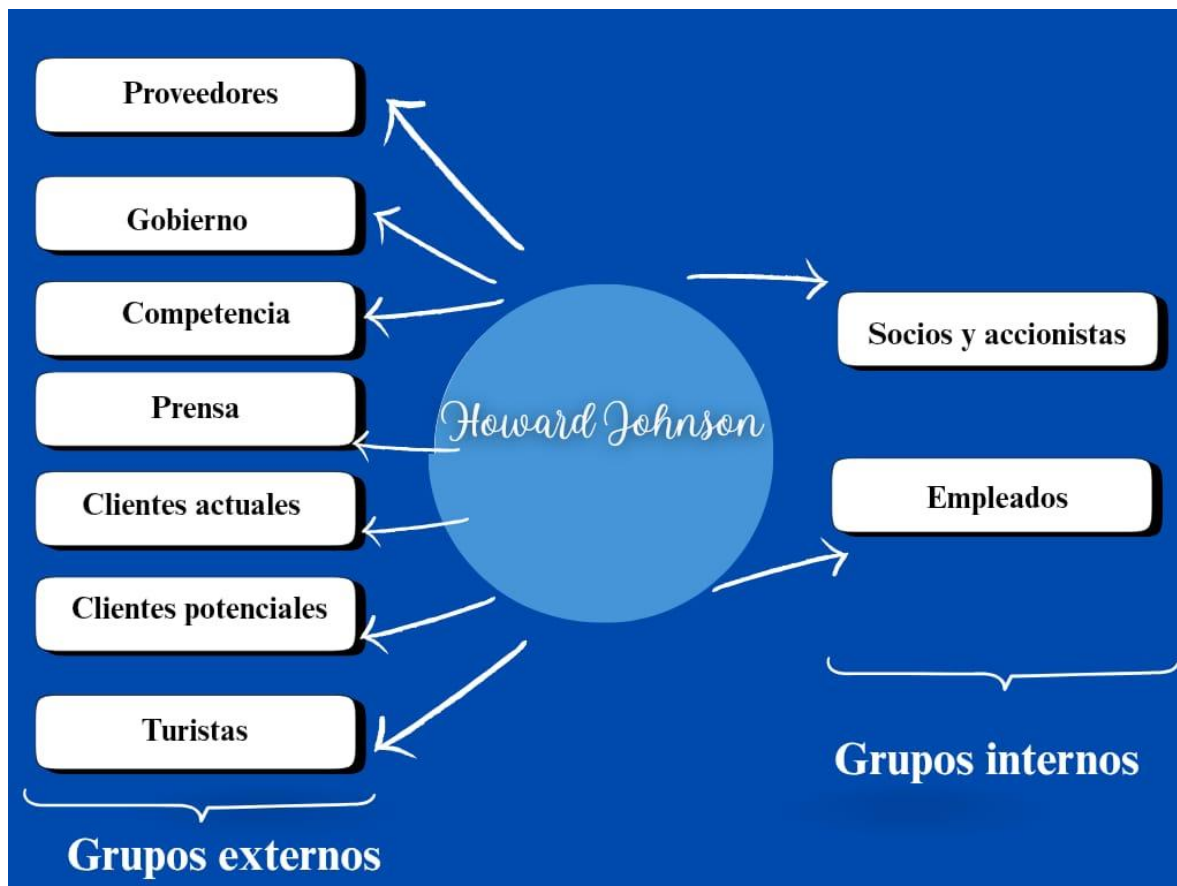 Proveedores
Gobierno
Competencia
Prensa
Clientes actuales
Clientes potenciales
Turistas
Grupos externos
Howard Johnson
Socios y accionistas
Empleados
Grupos internos